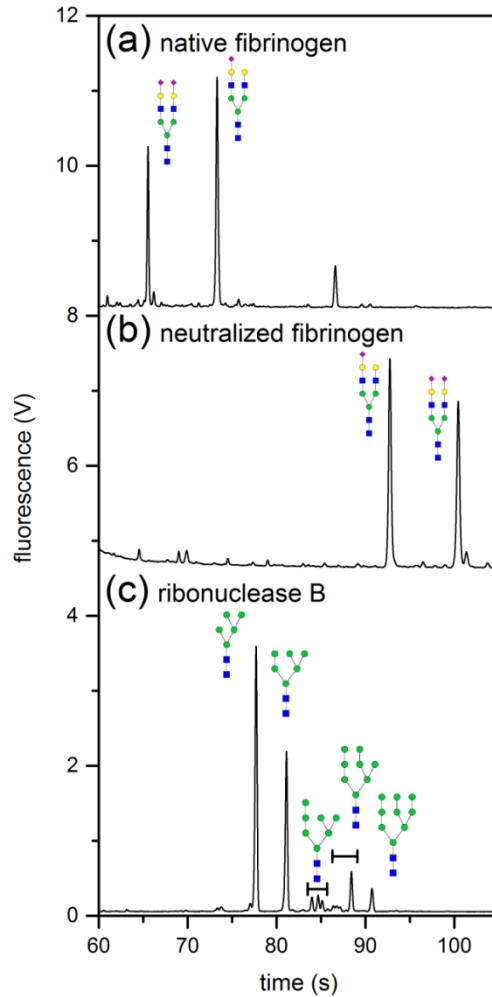 12
(a) native fibrinogen
10
8
(b) neutralized fibrinogen
6
fluorescence (V)
4
(c) ribonuclease B
2
0
60 70 80 90 100
time (s)